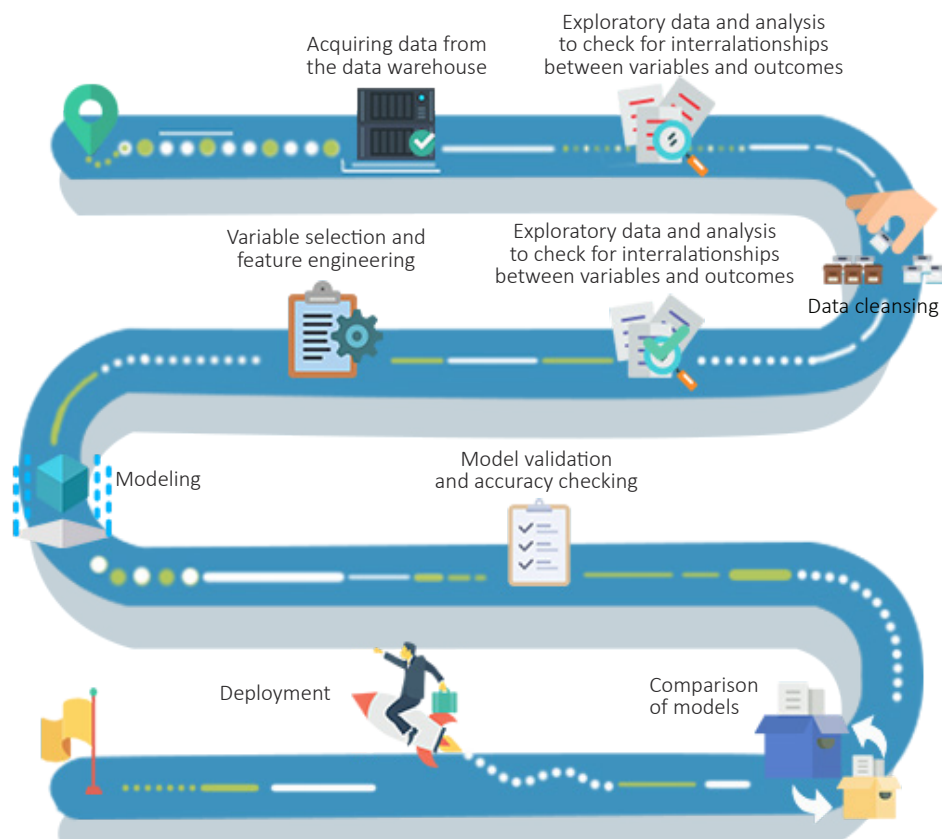 Acquiring data from
the data warehouse
Exploratory data and analysis
to check for interralationships
between variables and outcomes
Data cleansing
Exploratory data and analysis
to check for interralationships
between variables and outcomes
Variable selection and
feature engineering
Modeling
Model validation
and accuracy checking
Comparison
of models
Deployment